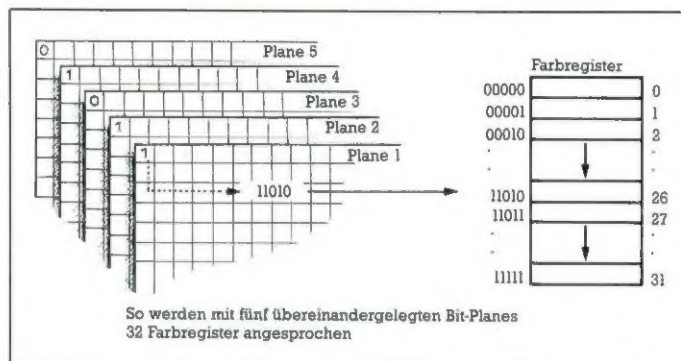 0
Plane 5
1
Plane 4
0
Plane 3
1
Plane 2
1
Plane 1
11010
Farbregister
00000 0
00001 1
00010 2
. .
. .
11010 26
11011 27
. .
. .
11111 31
So werden mit fünf übereinandergelegten Bit-Planes
32 Farbregister angesprochen